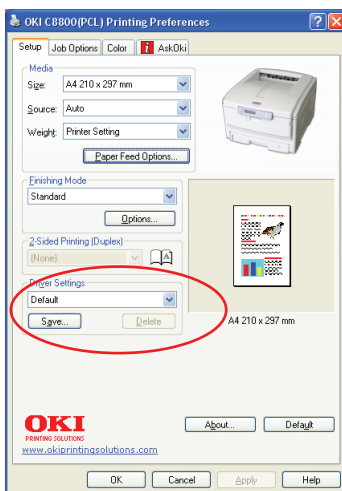 OKI C8800(PCL) Printing Preferences
Setup Job Options Color AskOki
Media
Size: A4 210 x 297 mm
Source: Auto
Weight: Printer Setting
Paper Feed Options...
Finishing Mode
Standard
Options...
2-Sided Printing (Duplex)
(None)
Driver Settings
Default
Save... Delete
A4 210 x 297 mm
OKI
PRINTING SOLUTIONS
www.okiprintingsolutions.com
About... Default
OK Cancel Apply Help